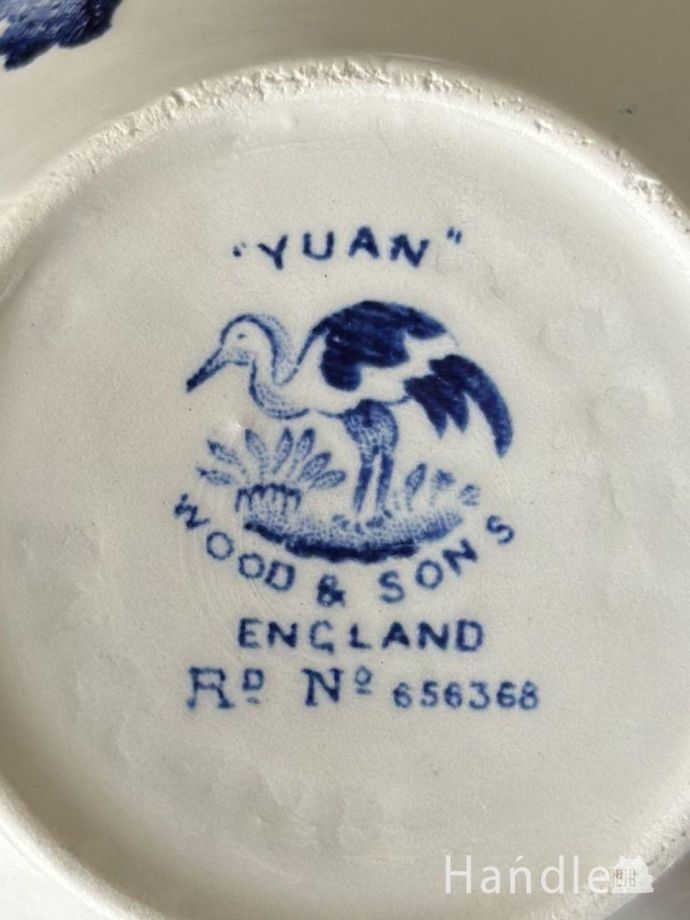 "YUAN"
WOOD & SONS
ENGLAND
Rᴰ Nº 656368
Handle